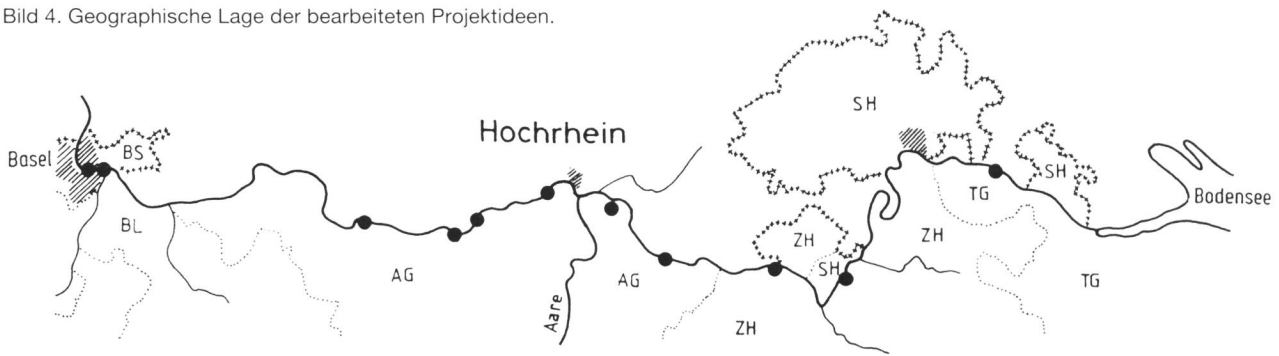 Bild 4. Geographische Lage der bearbeiteten Projektideen.
SH
Hochrhein
Basel
BS
SH
TG
Bodensee
BL
ZH
ZH
AG
SH
AG
TG
Aare
ZH